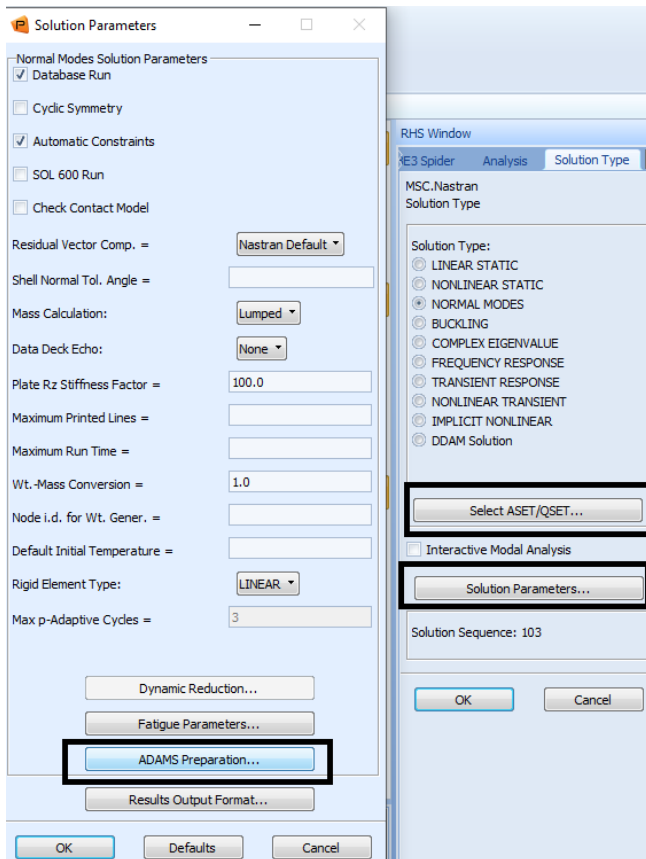 Solution Parameters
Normal Modes Solution Parameters
Database Run
Cyclic Symmetry
Automatic Constraints
SOL 600 Run
Check Contact Model
Residual Vector Comp. = Nastran Default
Shell Normal Tol. Angle =
Mass Calculation: Lumped
Data Deck Echo: None
Plate Rz Stiffness Factor = 100.0
Maximum Printed Lines =
Maximum Run Time =
Wt.-Mass Conversion = 1.0
Node i.d. for Wt. Gener. =
Default Initial Temperature =
Rigid Element Type: LINEAR
Max p-Adaptive Cycles = 3
Dynamic Reduction...
Fatigue Parameters...
ADAMS Preparation...
Results Output Format...
OK Defaults Cancel
RHS Window
Spider Analysis Solution Type
MSC.Nastran
Solution Type
Solution Type:
LINEAR STATIC
NONLINEAR STATIC
NORMAL MODES
BUCKLING
COMPLEX EIGENVALUE
FREQUENCY RESPONSE
TRANSIENT RESPONSE
NONLINEAR TRANSIENT
IMPLICIT NONLINEAR
DDAM Solution
Select ASET/QSET...
Interactive Modal Analysis
Solution Parameters...
Solution Sequence: 103
OK Cancel